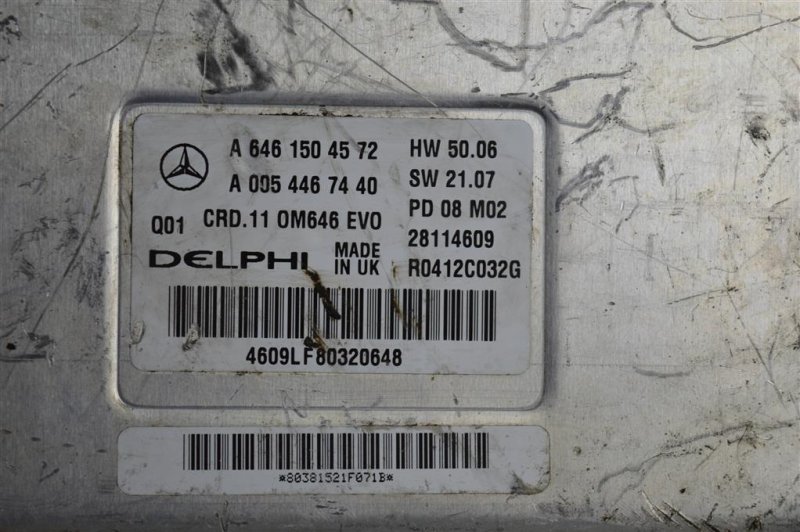 A 646 150 45 72 HW 50.06
A 005 446 74 40 SW 21.07
Q01 CRD.11 OM646 EVO PD 08 M02
DELPHI MADE IN UK 28114609
R0412C032G
4609LF80320648
*80381521F071B*